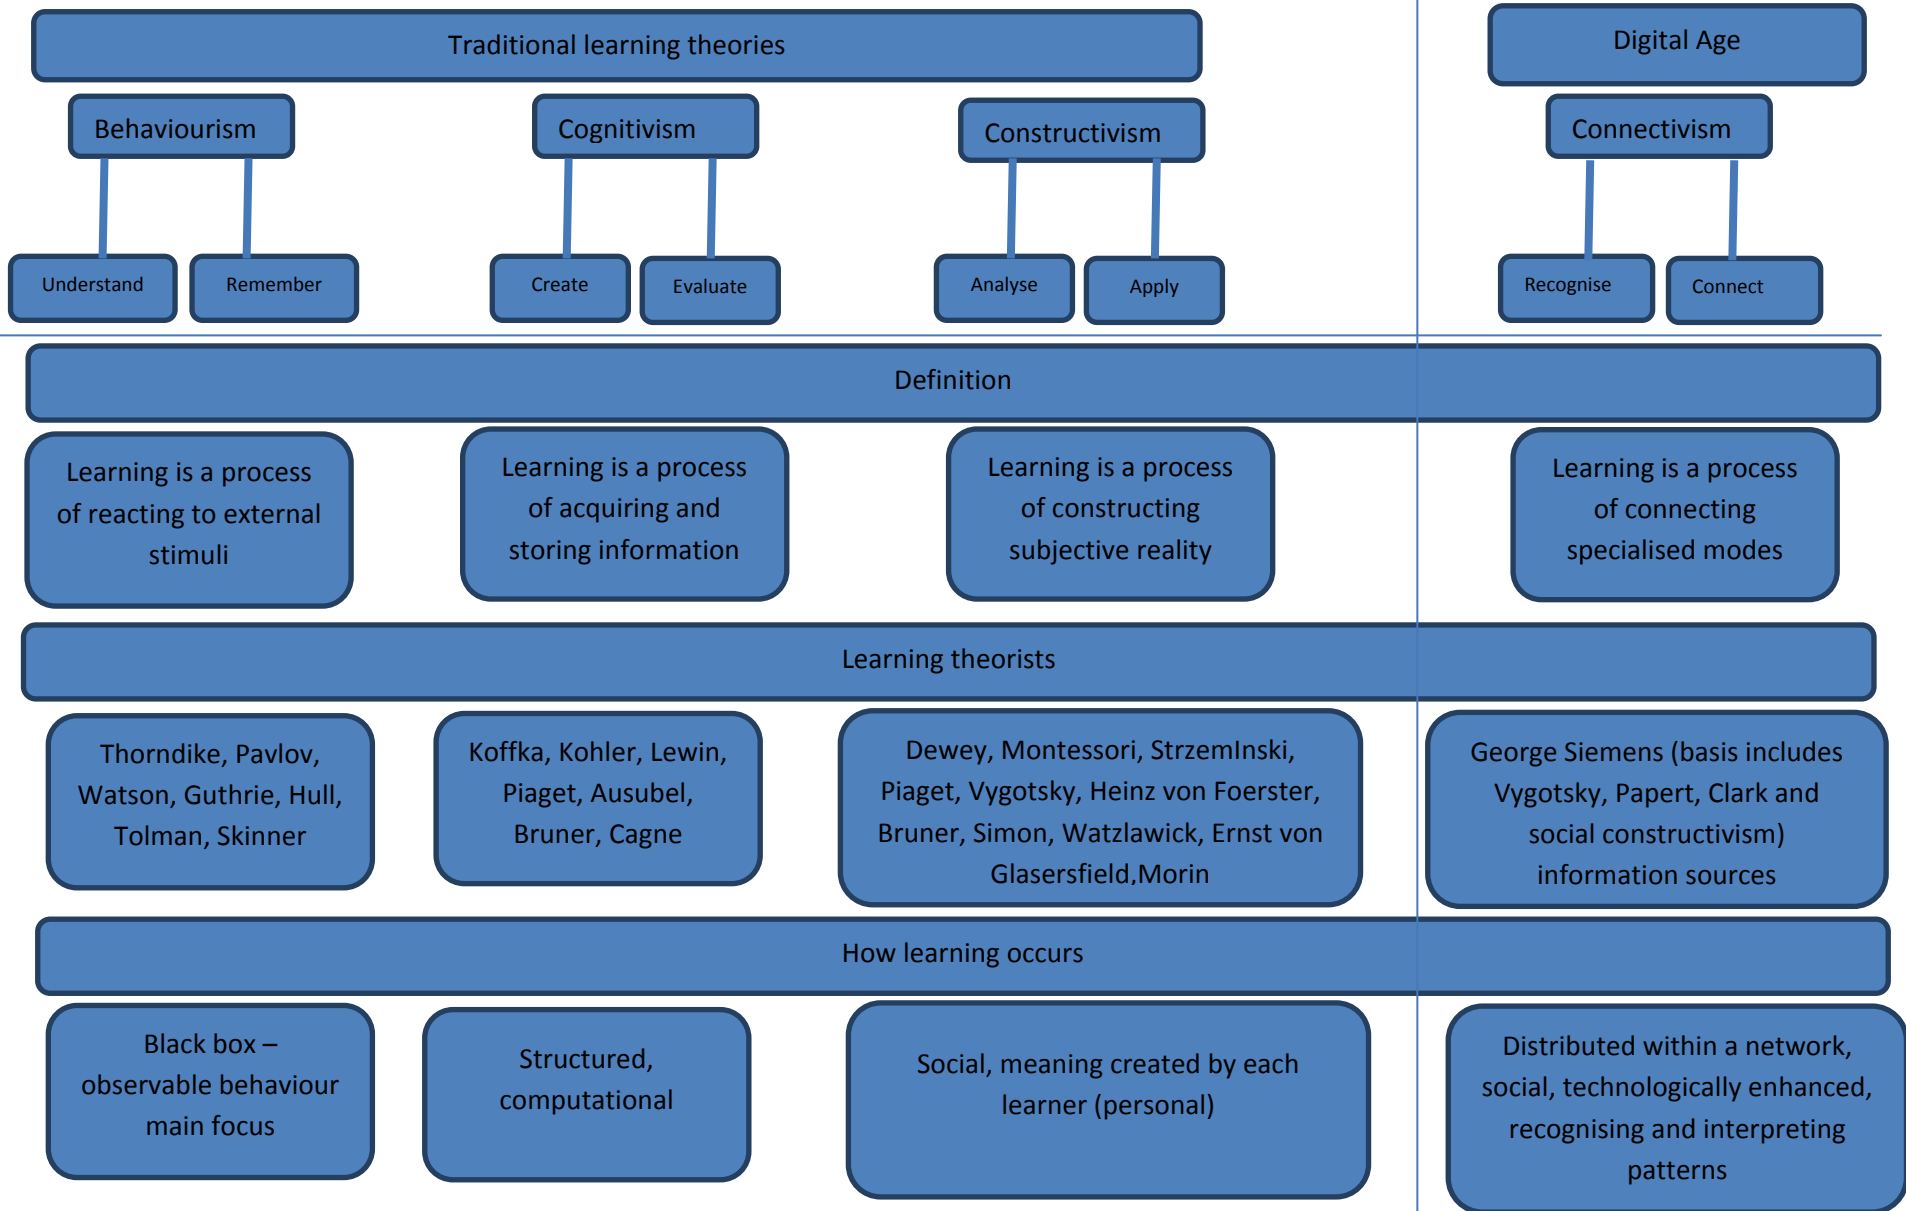 Traditional learning theories
Digital Age
Behaviourism
Cognitivism
Constructivism
Connectivism
Understand
Remember
Create
Evaluate
Analyse
Apply
Recognise
Connect
Definition
Learning is a process
of reacting to external
stimuli
Learning is a process
of acquiring and
storing information
Learning is a process
of constructing
subjective reality
Learning is a process
of connecting
specialised modes
Learning theorists
Thorndike, Pavlov,
Watson, Guthrie, Hull,
Tolman, Skinner
Koffka, Kohler, Lewin,
Piaget, Ausubel,
Bruner, Cagne
Dewey, Montessori, StrzemInski,
Piaget, Vygotsky, Heinz von Foerster,
Bruner, Simon, Watzlawick, Ernst von
Glasersfield,Morin
George Siemens (basis includes
Vygotsky, Papert, Clark and
social constructivism)
information sources
How learning occurs
Black box –
observable behaviour
main focus
Structured,
computational
Social, meaning created by each
learner (personal)
Distributed within a network,
social, technologically enhanced,
recognising and interpreting
patterns